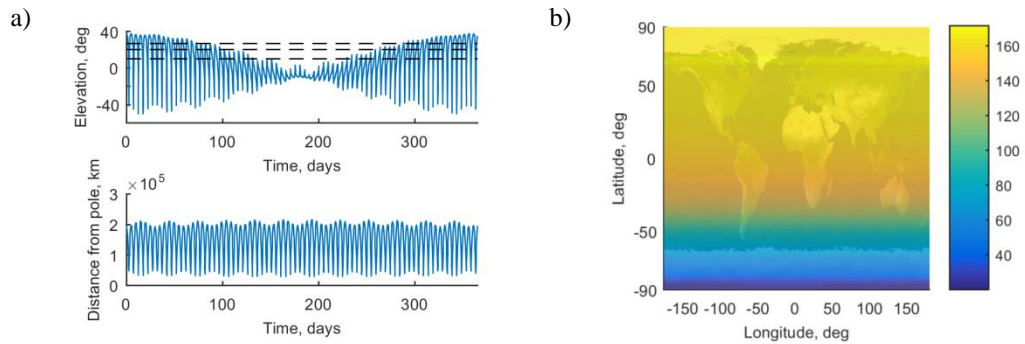 a)
Elevation, deg
40
0
-40
0
100
200
300
Time, days
Distance from pole, km
× 10 5
3
2
1
0
0
100
200
300
Time, days
b)
Latitude, deg
90
50
0
-50
-90
-150 -100 -50 0 50 100 150
Longitude, deg
160
140
120
100
80
60
40